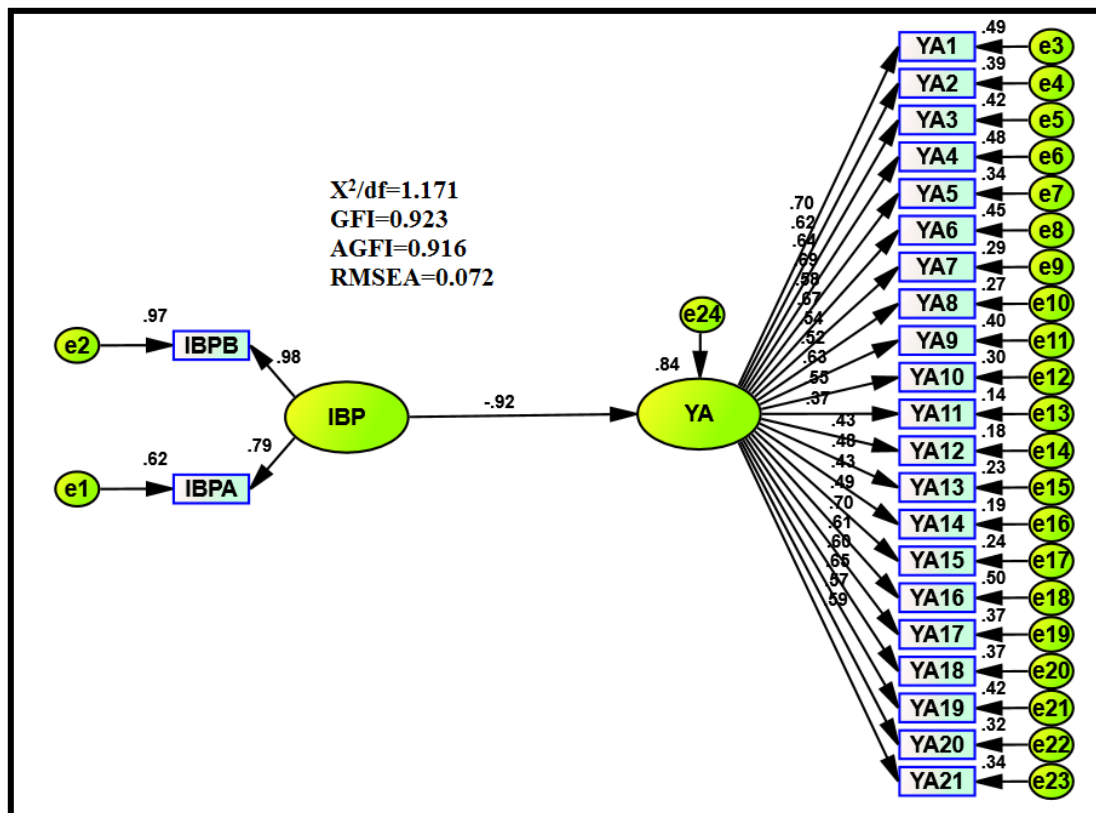 X²/df=1.171
GFI=0.923
AGFI=0.916
RMSEA=0.072
e2
.97
IBPB
.98
e1
.62
IBPA
.79
IBP
-.92
e24
.84
YA
.70
.62
.64
.69
.58
.67
.54
.52
.63
.55
.37
.43
.48
.43
.49
.70
.61
.60
.65
.57
.59
YA1 .49 e3
YA2 .39 e4
YA3 .42 e5
YA4 .48 e6
YA5 .34 e7
YA6 .45 e8
YA7 .29 e9
YA8 .27 e10
YA9 .40 e11
YA10 .30 e12
YA11 .14 e13
YA12 .18 e14
YA13 .23 e15
YA14 .19 e16
YA15 .24 e17
YA16 .50 e18
YA17 .37 e19
YA18 .37 e20
YA19 .42 e21
YA20 .32 e22
YA21 .34 e23